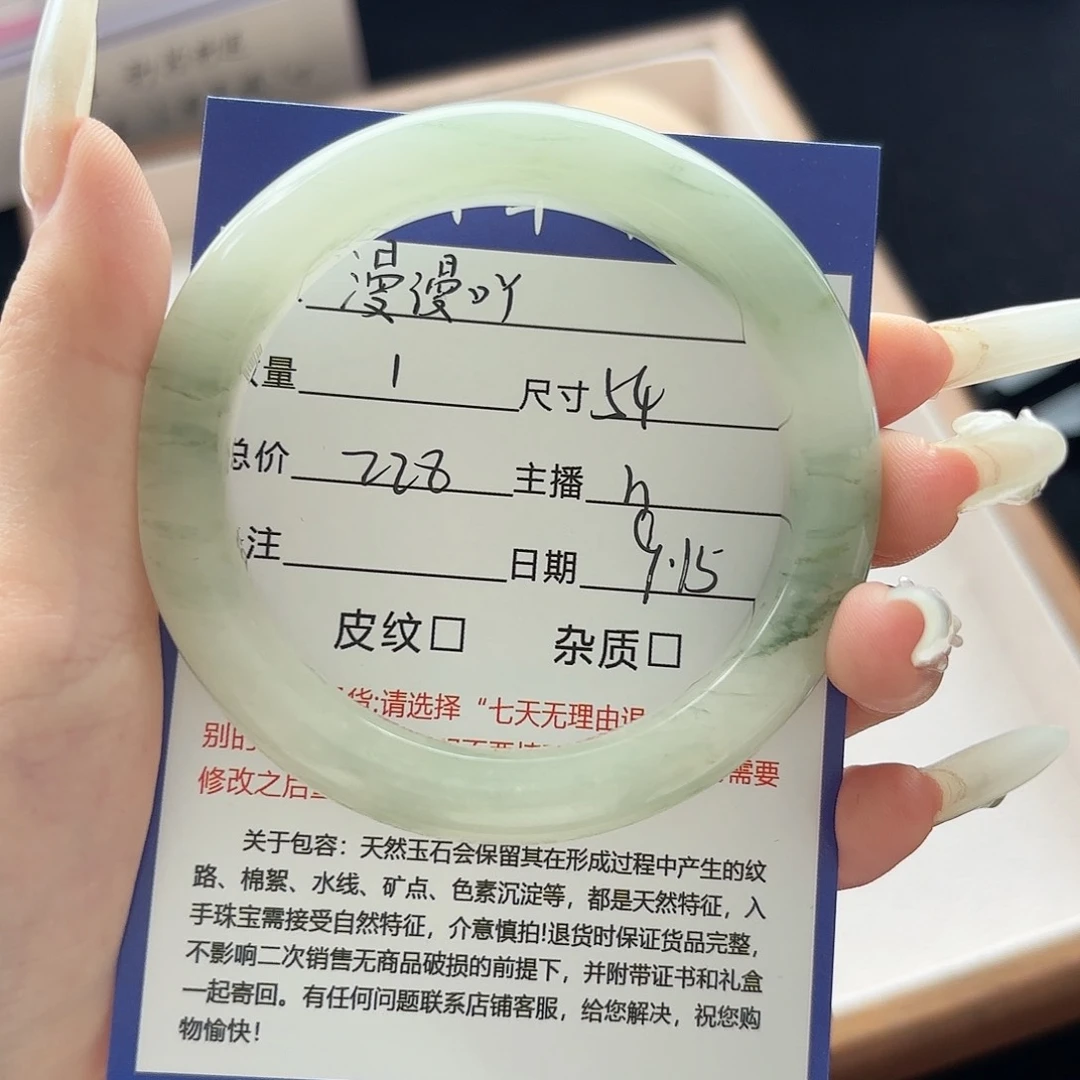 漫漫吖
量 1 尺寸 54
总价 228 主播 h
注 日期 9.15
皮纹□ 杂质□
货:请选择“七天无理由退
别的
修改之后 需要
关于包容：天然玉石会保留其在形成过程中产生的纹
路、棉絮、水线、矿点、色素沉淀等，都是天然特征，入
手珠宝需接受自然特征，介意慎拍!退货时保证货品完整，
不影响二次销售无商品破损的前提下，并附带证书和礼盒
一起寄回。有任何问题联系店铺客服，给您解决，祝您购
物愉快！